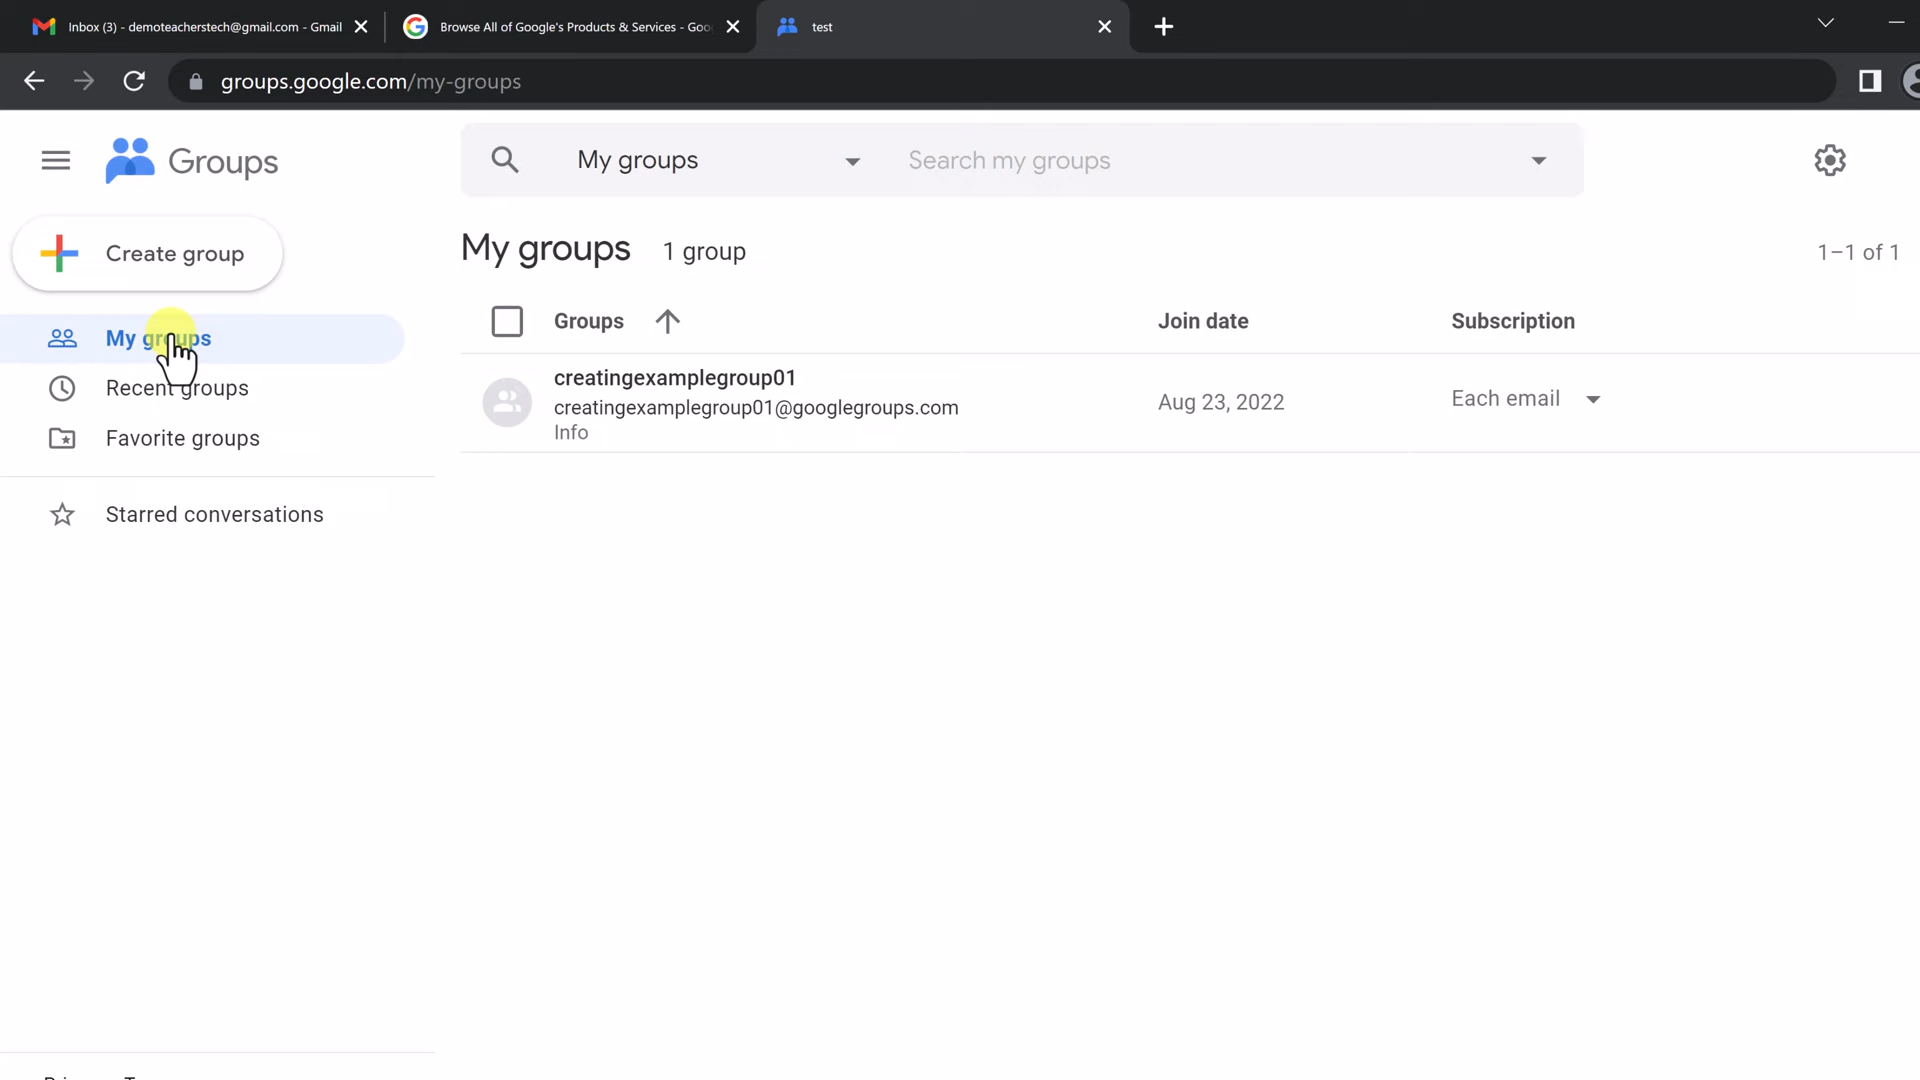 Inbox (3) - demoteacherstech@gmail.com - Gmail
Browse All of Google's Products & Services - Goo
test
groups.google.com/my-groups
Groups
My groups
Search my groups
Create group
My groups 1 group
1–1 of 1
My groups
Recent groups
Favorite groups
Starred conversations
Groups Join date Subscription
creatingexamplegroup01
creatingexamplegroup01@googlegroups.com
Info
Aug 23, 2022
Each email